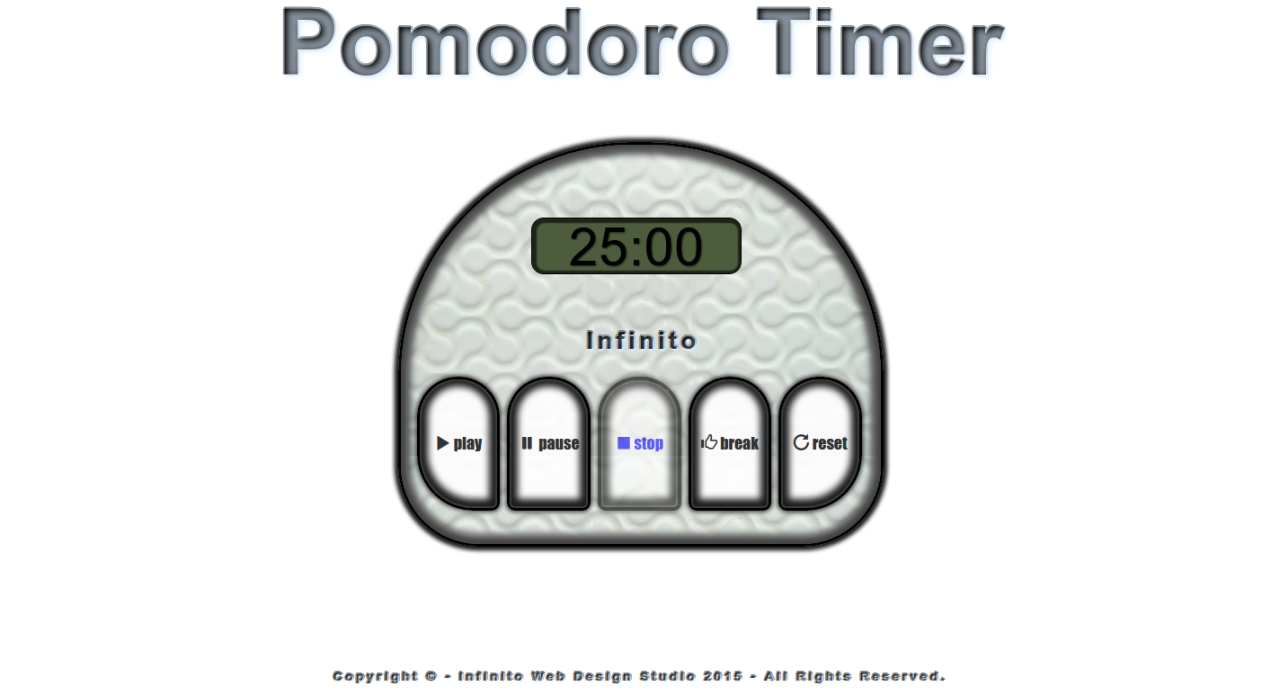 Pomodoro Timer
25:00
Infinito
play pause stop break reset
Copyright © - Infinito Web Design Studio 2015 - All Rights Reserved.